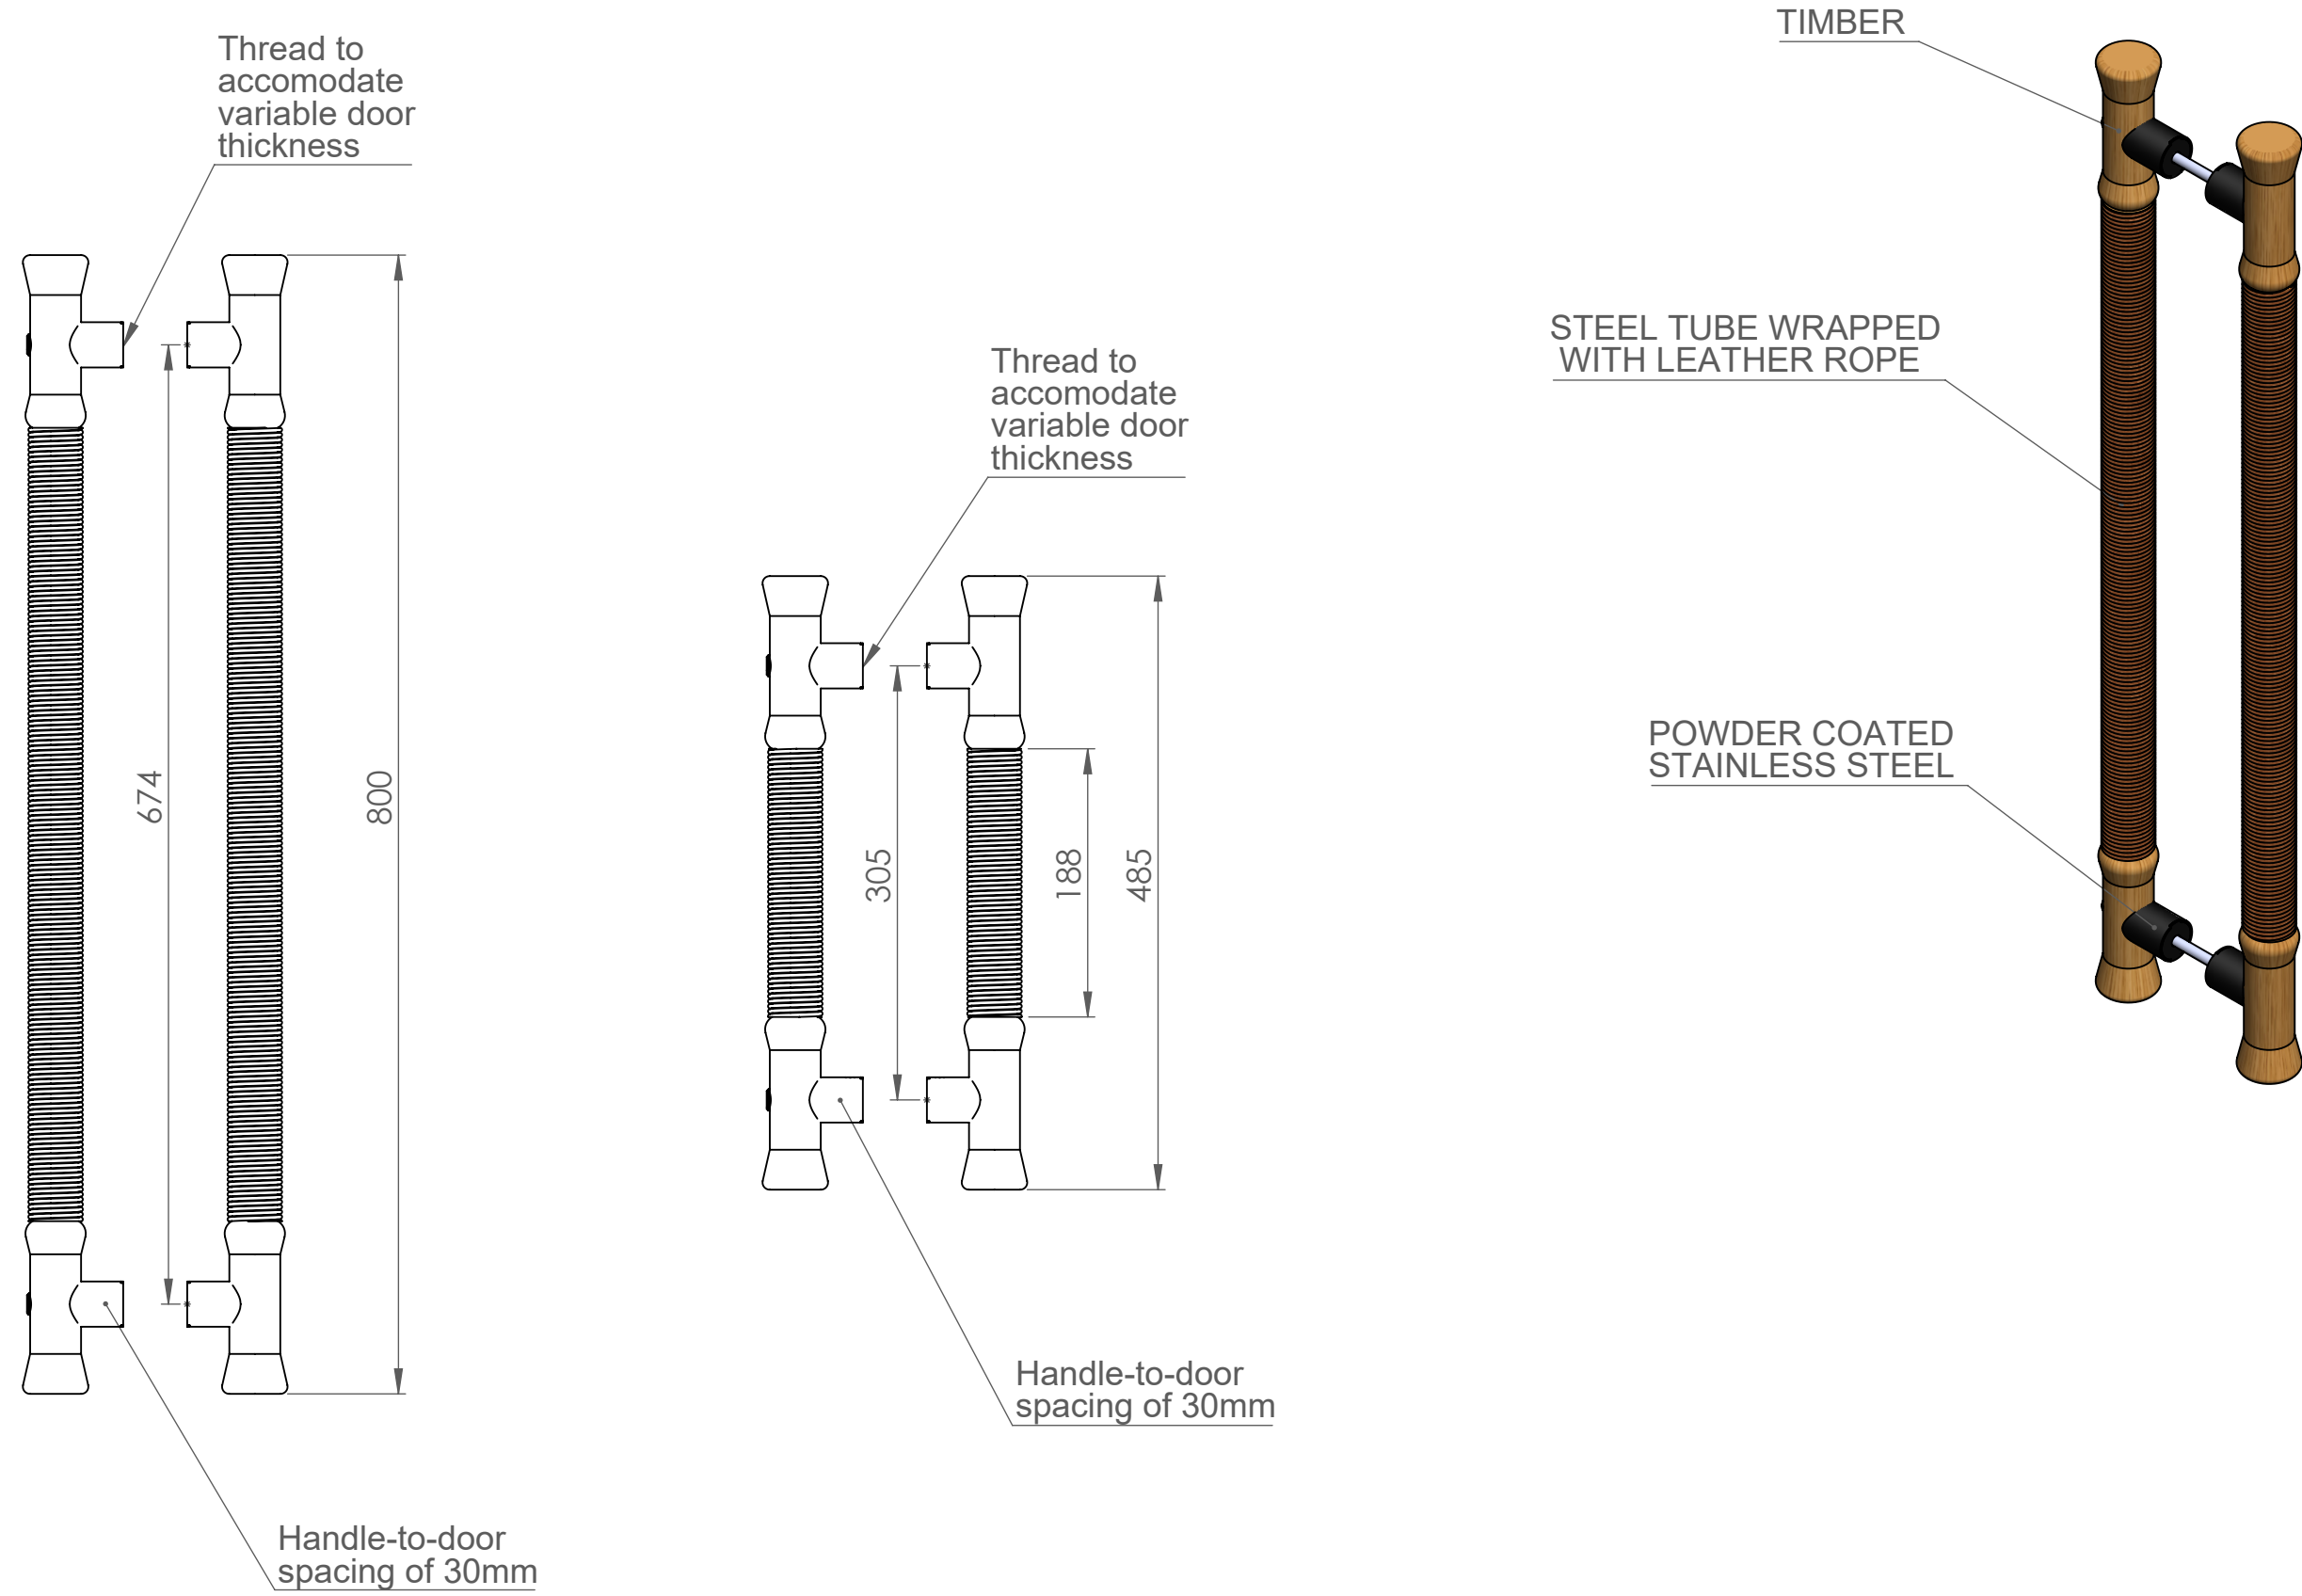 Thread to
accomodate
variable door
thickness
674
800
Handle-to-door
spacing of 30mm
Thread to
accomodate
variable door
thickness
305
188
485
Handle-to-door
spacing of 30mm
TIMBER
STEEL TUBE WRAPPED
WITH LEATHER ROPE
POWDER COATED
STAINLESS STEEL